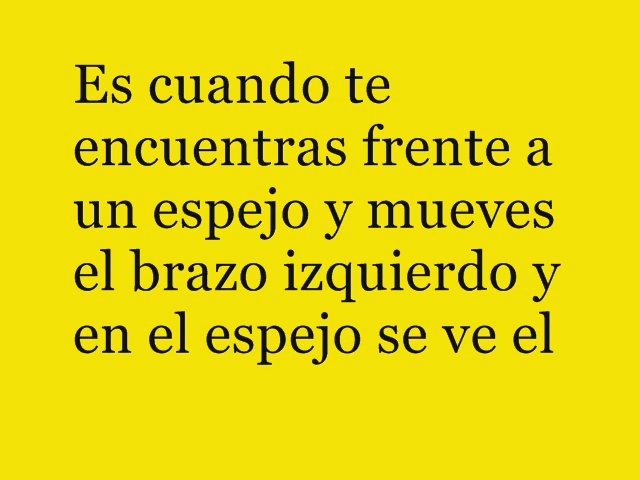 Es cuando te
encuentras frente a
un espejo y mueves
el brazo izquierdo y
en el espejo se ve el